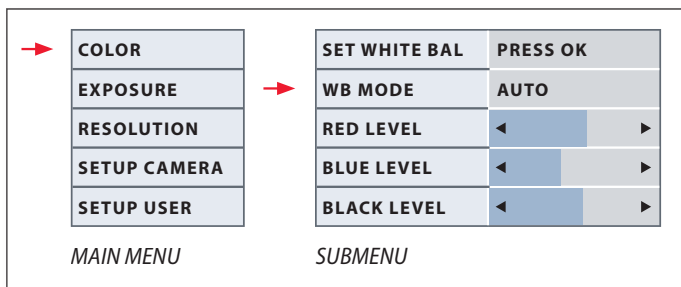 COLOR
EXPOSURE
RESOLUTION
SETUP CAMERA
SETUP USER
MAIN MENU
SET WHITE BAL PRESS OK
WB MODE AUTO
RED LEVEL
BLUE LEVEL
BLACK LEVEL
SUBMENU